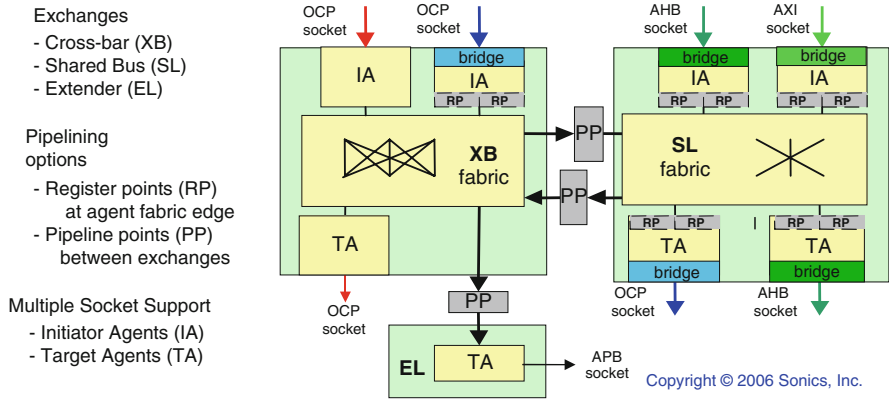 Exchanges
- Cross-bar (XB)
- Shared Bus (SL)
- Extender (EL)
Pipelining
options
- Register points (RP)
at agent fabric edge
- Pipeline points (PP)
between exchanges
Multiple Socket Support
- Initiator Agents (IA)
- Target Agents (TA)
OCP
socket
OCP
socket
IA
bridge
IA
RP RP
XB
fabric
TA
OCP
socket
PP
PP
PP
EL
TA
APB
socket
AHB
socket
AXI
socket
bridge
IA
RP RP
bridge
IA
RP RP
SL
fabric
RP RP
TA
bridge
I
RP RP
TA
bridge
OCP
socket
AHB
socket
Copyright © 2006 Sonics, Inc.